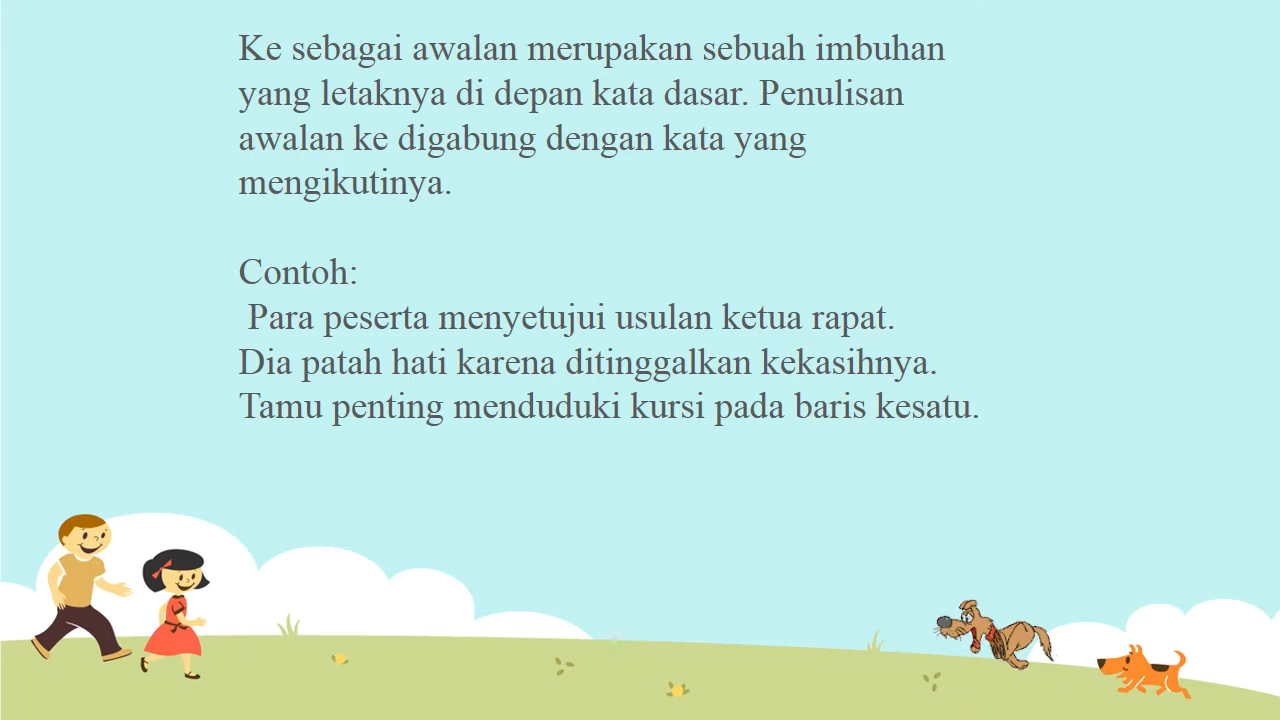 Ke sebagai awalan merupakan sebuah imbuhan
yang letaknya di depan kata dasar. Penulisan
awalan ke digabung dengan kata yang
mengikutinya.
Contoh:
Para peserta menyetujui usulan ketua rapat.
Dia patah hati karena ditinggalkan kekasihnya.
Tamu penting menduduki kursi pada baris kesatu.